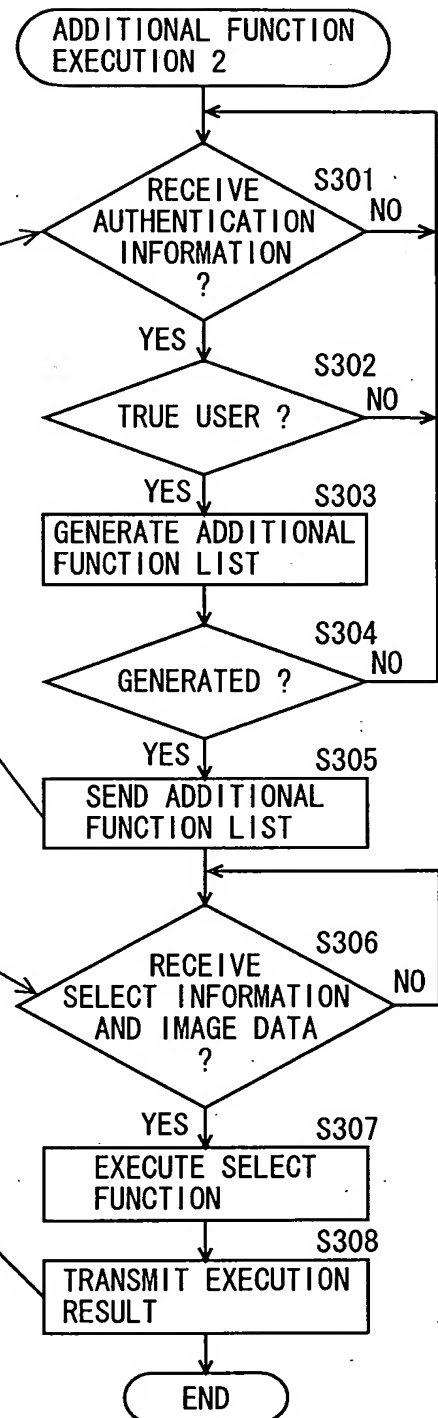 ADDITIONAL FUNCTION
EXECUTION 2
S301
RECEIVE
AUTHENTICATION
INFORMATION
?
NO
YES
S302
TRUE USER ?
NO
YES
S303
GENERATE ADDITIONAL
FUNCTION LIST
S304
GENERATED ?
NO
YES
S305
SEND ADDITIONAL
FUNCTION LIST
S306
RECEIVE
SELECT INFORMATION
AND IMAGE DATA
?
NO
YES
S307
EXECUTE SELECT
FUNCTION
S308
TRANSMIT EXECUTION
RESULT
END